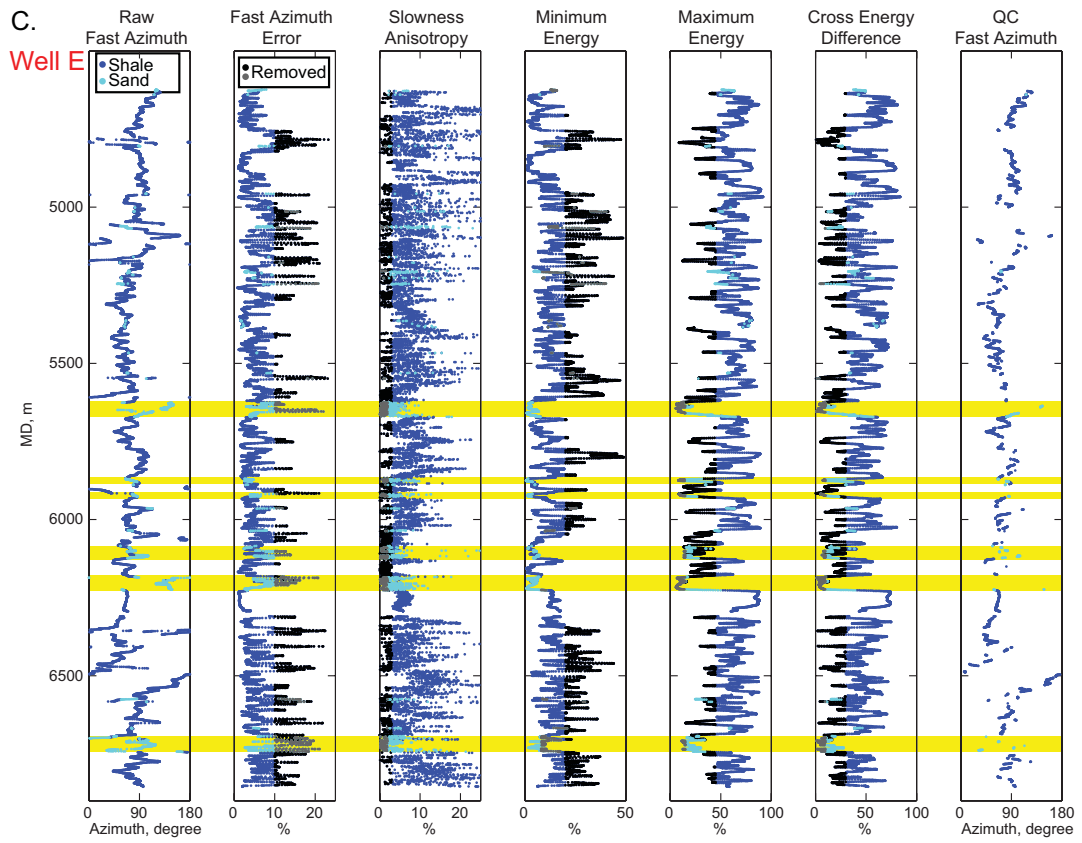 C.
Well E
Raw
Fast Azimuth
Fast Azimuth
Error
Slowness
Anisotropy
Minimum
Energy
Maximum
Energy
Cross Energy
Difference
QC
Fast Azimuth
Shale
Sand
Removed
MD, m
5000
5500
6000
6500
0 90 180
Azimuth, degree
0 10 20
%
0 10 20
%
0 50
%
0 50 100
%
0 50 100
%
0 90 180
Azimuth, degree